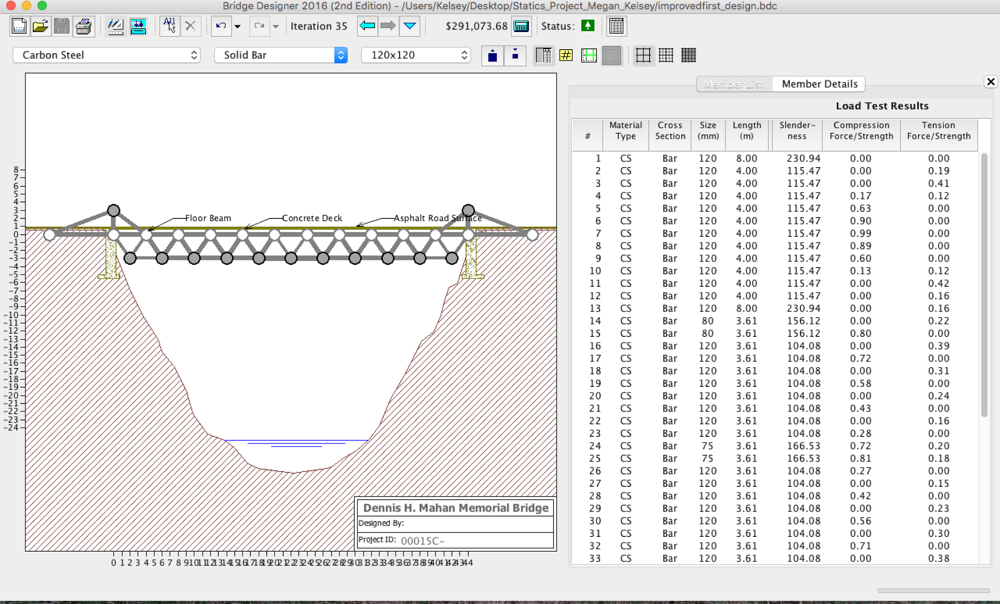 Bridge Designer 2016 (2nd Edition) - /Users/Kelsey/Desktop/Statics_Project_Megan_Kelsey/improvedfirst_design.bdc
All Iteration 35 $291,073.68 Status:
Carbon Steel Solid Bar 120x120 #
Member List Member Details
Load Test Results
# Material Type Cross Section Size (mm) Length (m) Slender- ness Compression Force/Strength Tension Force/Strength
1 CS Bar 120 8.00 230.94 0.00 0.00
2 CS Bar 120 4.00 115.47 0.00 0.19
3 CS Bar 120 4.00 115.47 0.00 0.41
4 CS Bar 120 4.00 115.47 0.17 0.12
5 CS Bar 120 4.00 115.47 0.63 0.00
6 CS Bar 120 4.00 115.47 0.90 0.00
7 CS Bar 120 4.00 115.47 0.99 0.00
8 CS Bar 120 4.00 115.47 0.89 0.00
9 CS Bar 120 4.00 115.47 0.60 0.00
10 CS Bar 120 4.00 115.47 0.13 0.12
11 CS Bar 120 4.00 115.47 0.00 0.42
12 CS Bar 120 4.00 115.47 0.00 0.16
13 CS Bar 120 8.00 230.94 0.00 0.16
14 CS Bar 80 3.61 156.12 0.00 0.22
15 CS Bar 80 3.61 156.12 0.80 0.00
16 CS Bar 120 3.61 104.08 0.00 0.39
17 CS Bar 120 3.61 104.08 0.72 0.00
18 CS Bar 120 3.61 104.08 0.00 0.31
19 CS Bar 120 3.61 104.08 0.58 0.00
20 CS Bar 120 3.61 104.08 0.00 0.24
21 CS Bar 120 3.61 104.08 0.43 0.00
22 CS Bar 120 3.61 104.08 0.00 0.16
23 CS Bar 120 3.61 104.08 0.28 0.00
24 CS Bar 75 3.61 166.53 0.72 0.20
25 CS Bar 75 3.61 166.53 0.81 0.18
26 CS Bar 120 3.61 104.08 0.27 0.00
27 CS Bar 120 3.61 104.08 0.00 0.15
28 CS Bar 120 3.61 104.08 0.42 0.00
29 CS Bar 120 3.61 104.08 0.00 0.23
30 CS Bar 120 3.61 104.08 0.56 0.00
31 CS Bar 120 3.61 104.08 0.00 0.30
32 CS Bar 120 3.61 104.08 0.71 0.00
33 CS Bar 120 3.61 104.08 0.00 0.38
8
7
6
5
4
3
2
1
0
-1
-2
-3
-4
-5
-6
-7
-8
-9
-10
-11
-12
-13
-14
-15
-16
-17
-18
-19
-20
-21
-22
-23
-24
Floor Beam Concrete Deck Asphalt Road Surface
Dennis H. Mahan Memorial Bridge
Designed By:
Project ID: 00015C-
0 1 2 3 4 5 6 7 8 9 10 11 12 13 14 15 16 17 18 19 20 21 22 23 24 25 26 27 28 29 30 31 32 33 34 35 36 37 38 39 40 41 42 43 44